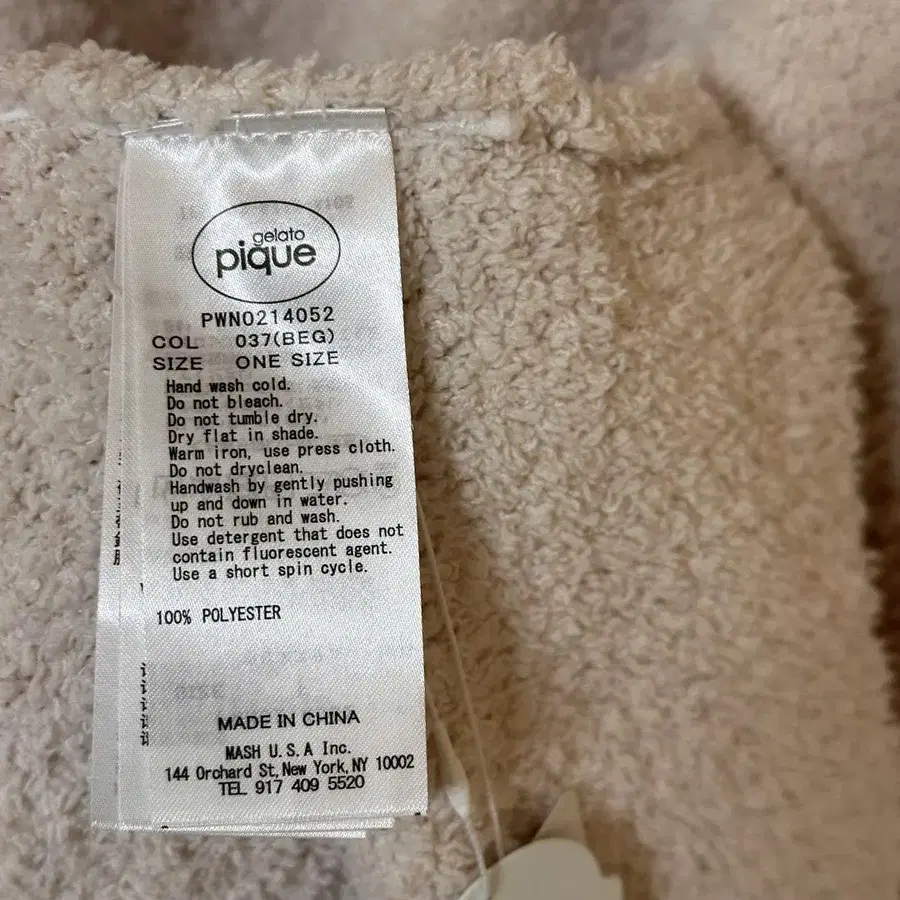 gelato
pique
PWNO214052
COL 037(BEG)
SIZE ONE SIZE
Hand wash cold.
Do not bleach.
Do not tumble dry.
Dry flat in shade.
Warm iron, use press cloth.
Do not dryclean.
Handwash by gently pushing
up and down in water.
Do not rub and wash.
Use detergent that does not
contain fluorescent agent.
Use a short spin cycle.
100% POLYESTER
MADE IN CHINA
MASH U.S.A Inc.
144 Orchard St, New York, NY 10002
TEL 917 409 5520